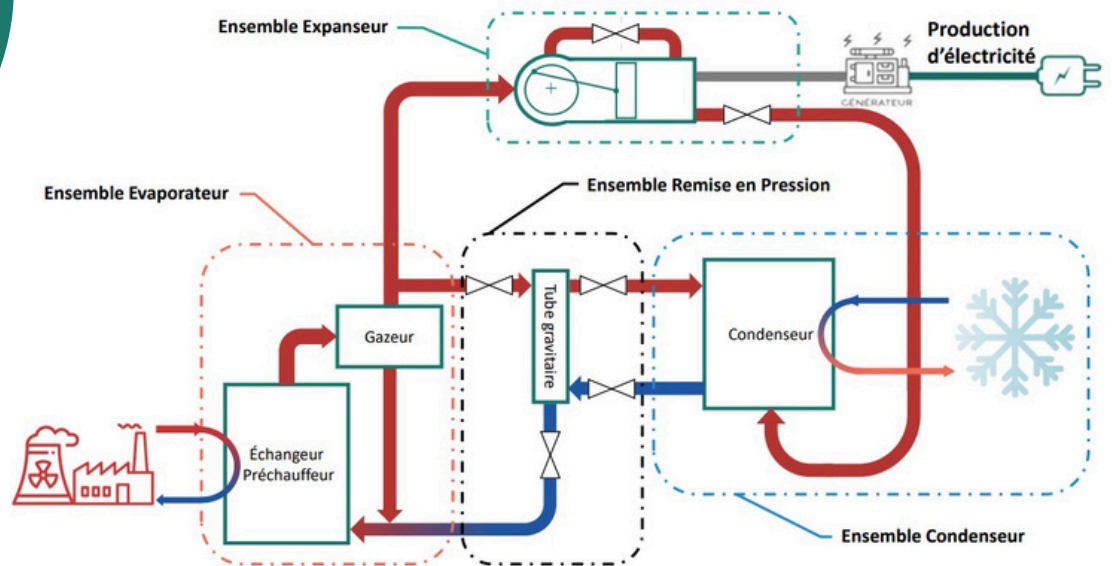 Ensemble Expanseur
Production
d'électricité
GÉNÉRATEUR
Ensemble Evaporateur
Ensemble Remise en Pression
Tube gravitaire
Gazeur
Condenseur
Échangeur
Préchauffeur
Ensemble Condenseur